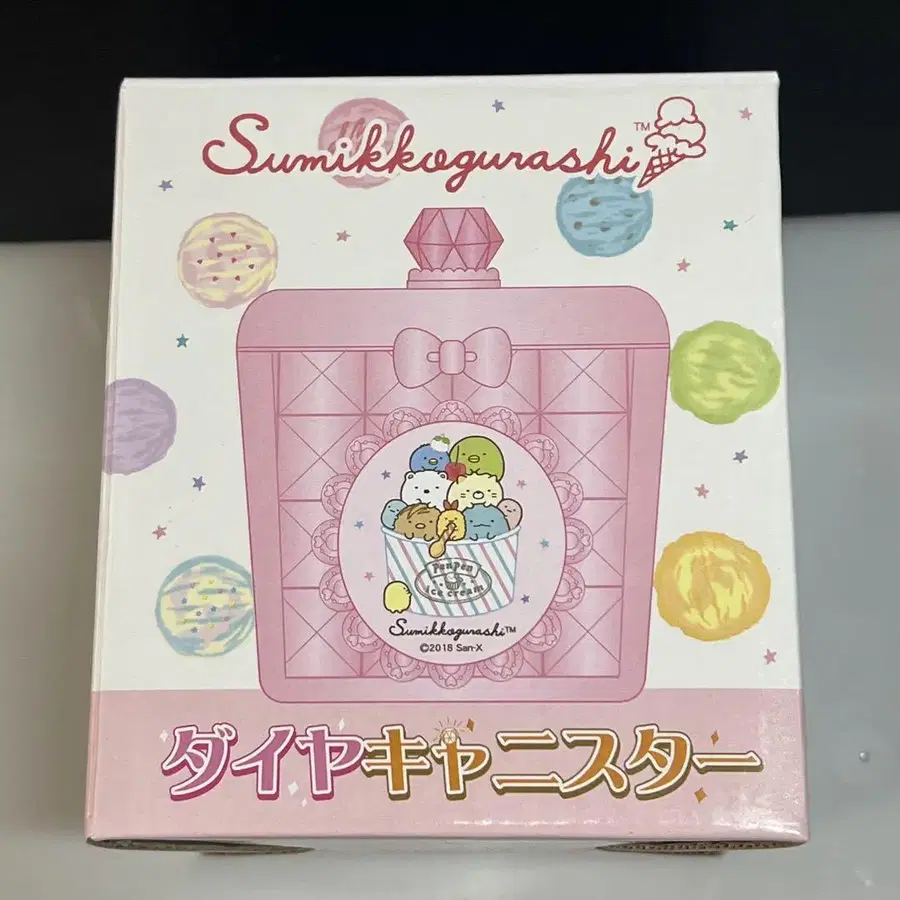 Sumikkogurashi™
PenPen
ice cream
Sumikkogurashi™
©2018 San-X
ダイヤキャニスター